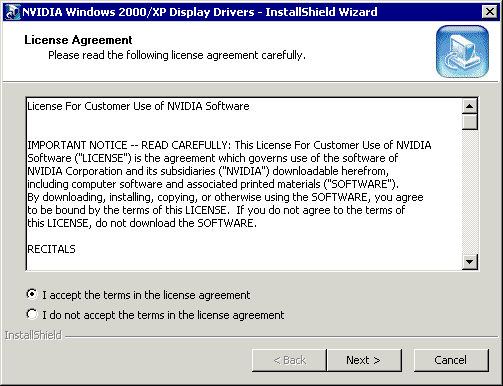 NVIDIA Windows 2000/XP Display Drivers - InstallShield Wizard
License Agreement
Please read the following license agreement carefully.
License For Customer Use of NVIDIA Software
IMPORTANT NOTICE -- READ CAREFULLY: This License For Customer Use of NVIDIA
Software ("LICENSE") is the agreement which governs use of the software of
NVIDIA Corporation and its subsidiaries ("NVIDIA") downloadable herefrom,
including computer software and associated printed materials ("SOFTWARE").
By downloading, installing, copying, or otherwise using the SOFTWARE, you agree
to be bound by the terms of this LICENSE.  If you do not agree to the terms of
this LICENSE, do not download the SOFTWARE.
RECITALS
I accept the terms in the license agreement
I do not accept the terms in the license agreement
InstallShield
< Back
Next >
Cancel